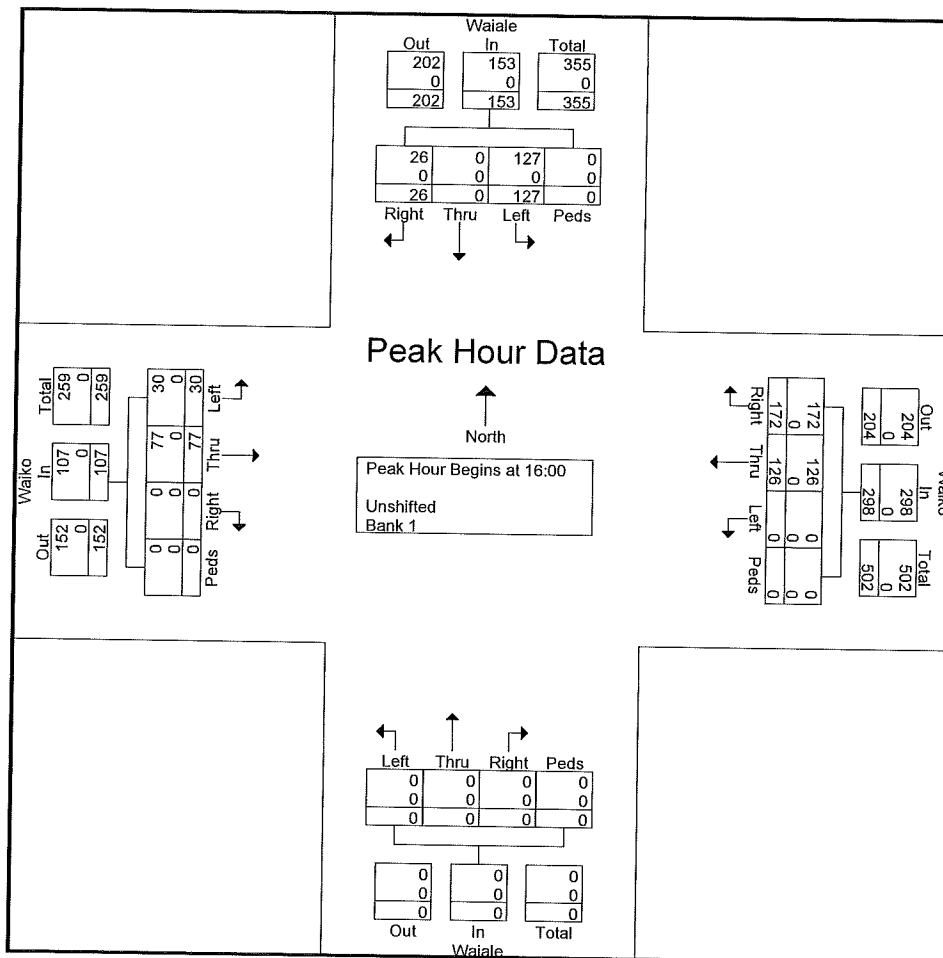 Waiale
Out In Total
202 153 355
0 0 0
202 153 355
26 0 127 0
0 0 0 0
26 0 127 0
Right Thru Left Peds
Peak Hour Data
North
Peak Hour Begins at 16:00
Unshifted
Bank 1
Waiko
Total In Out
259 107 152
0 0 0
259 107 152
30 77 0 0
0 0 0 0
30 77 0 0
Left Thru Right Peds
Waiko
Out In Total
204 298 502
0 0 0
204 298 502
172 126 0 0
0 0 0 0
172 126 0 0
Right Thru Left Peds
Left Thru Right Peds
0 0 0 0
0 0 0 0
0 0 0 0
0 0 0
0 0 0
0 0 0
Out In Total
Waiale